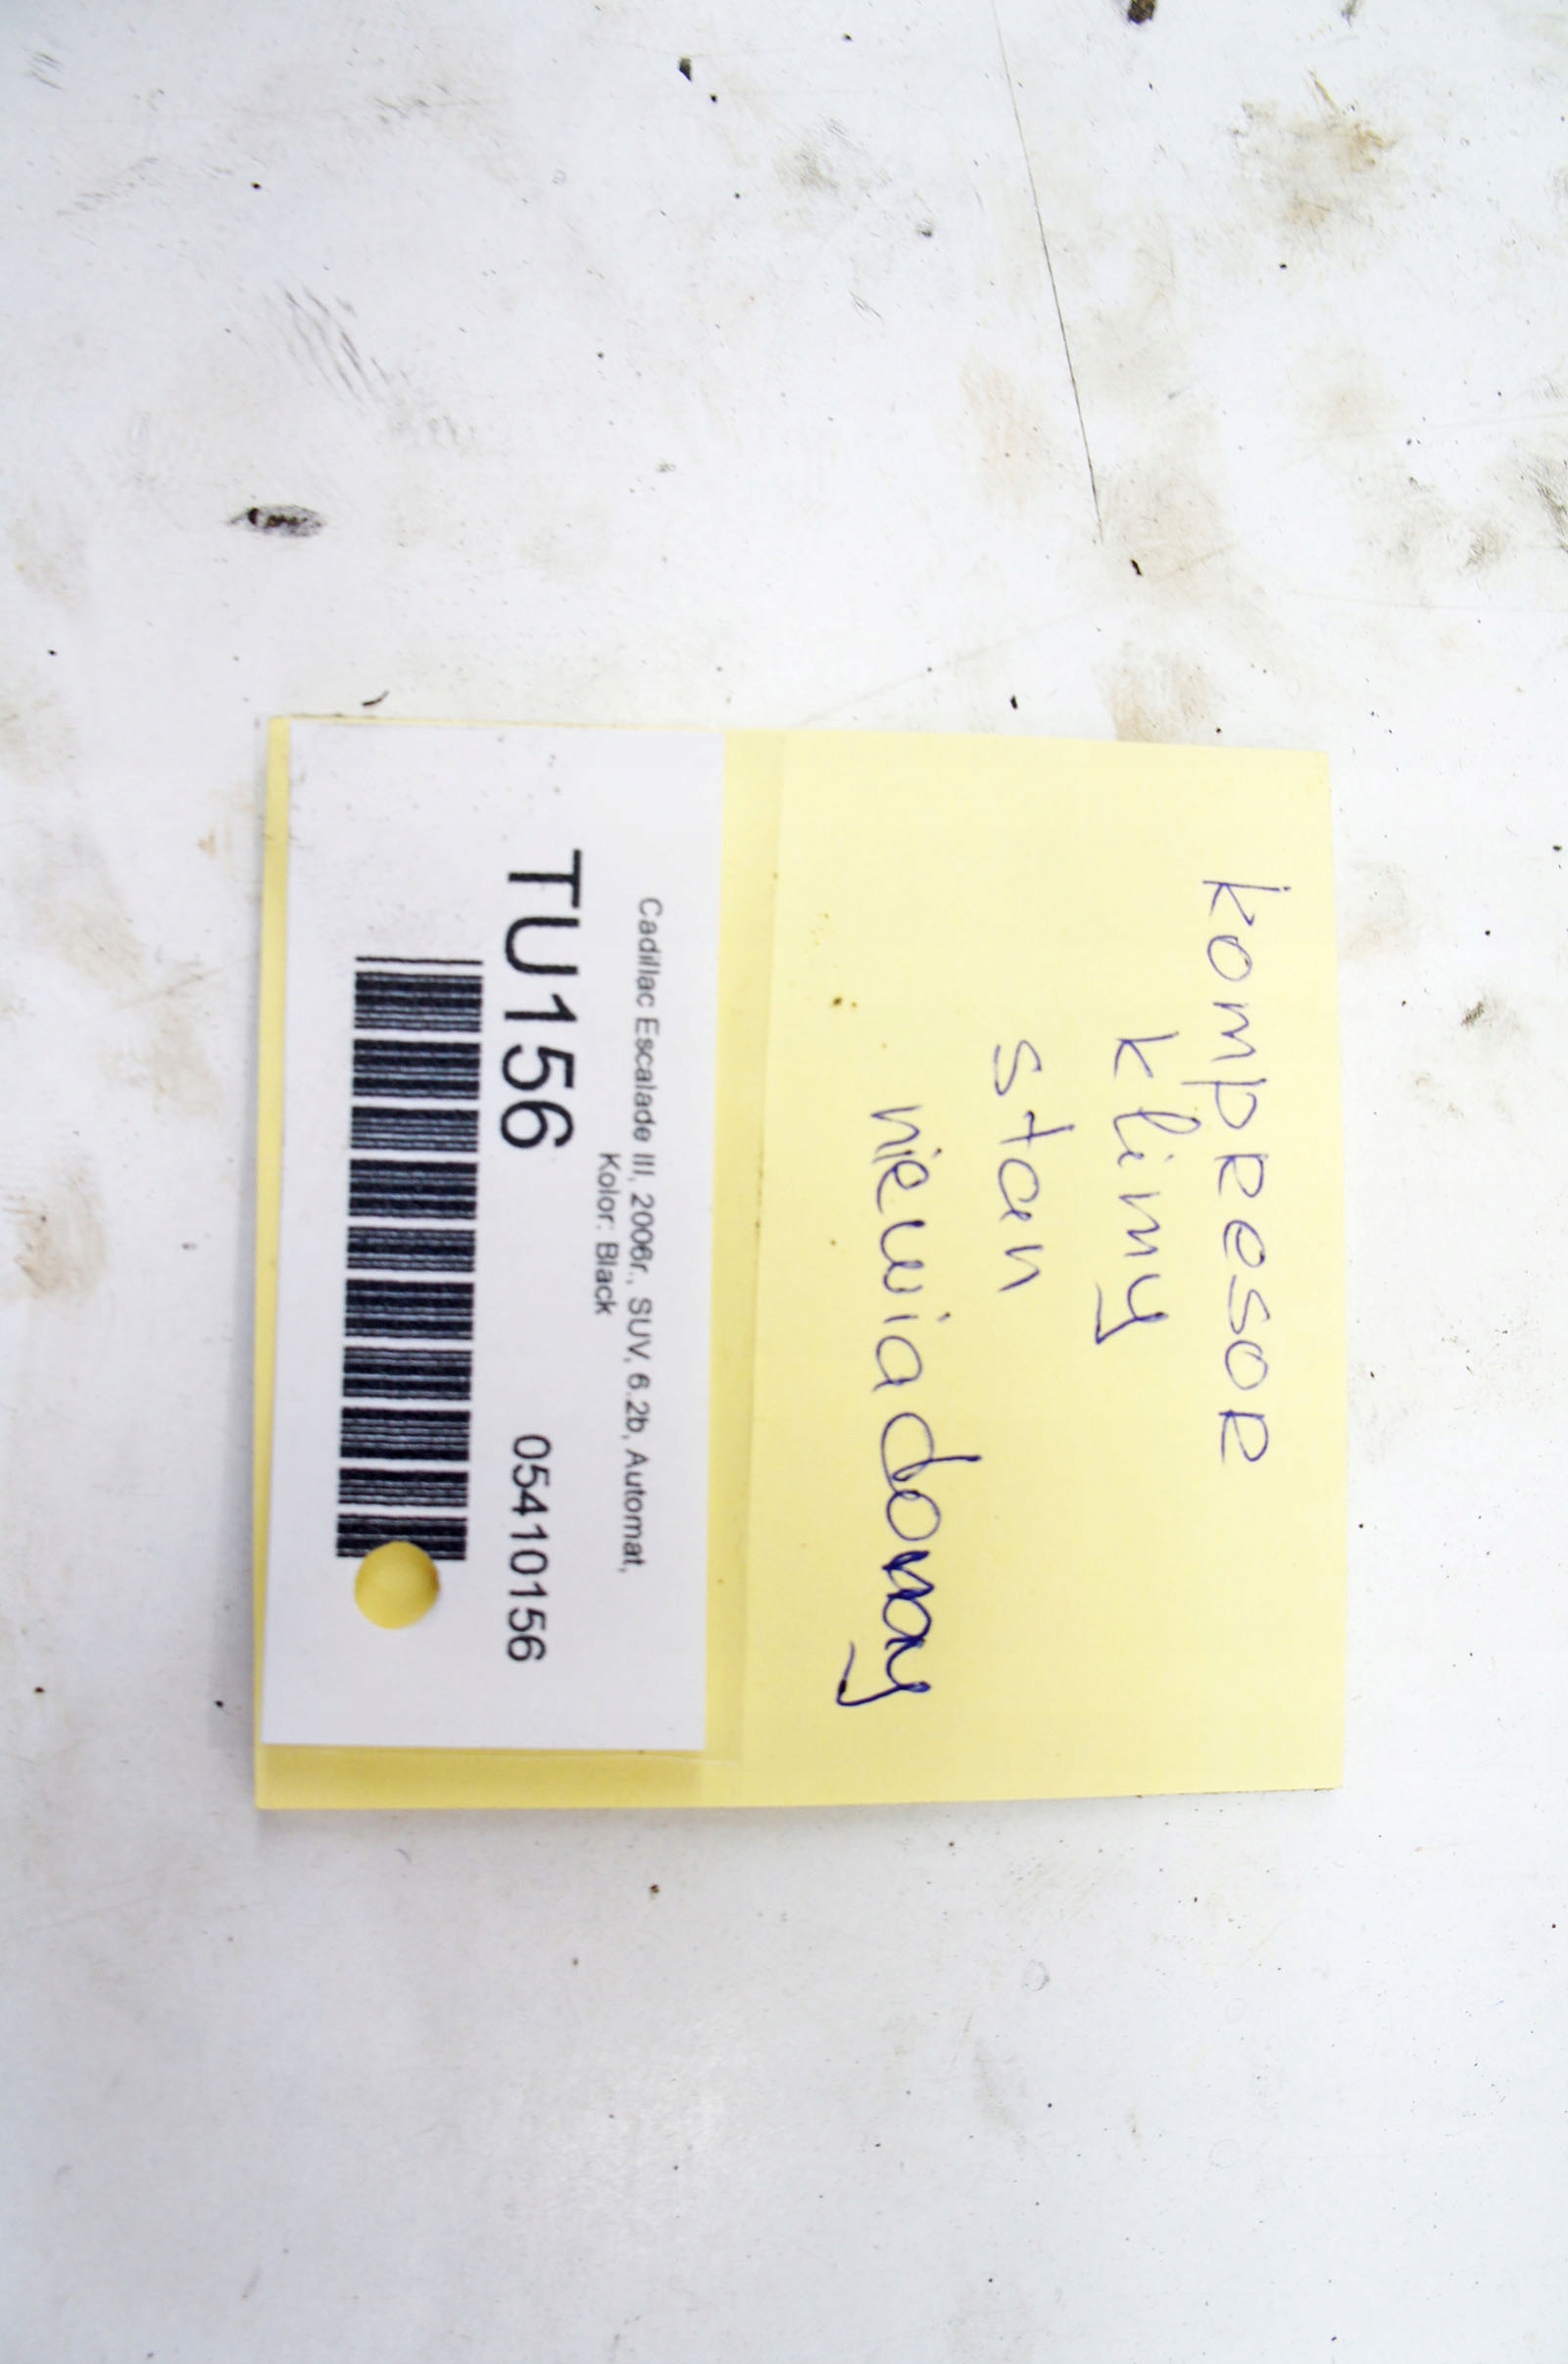 kompresor
klimy
stan
niewiadomy
Cadillac Escalade III, 2006r., SUV, 6.2b, Automat,
Kolor: Black
TU156 05410156